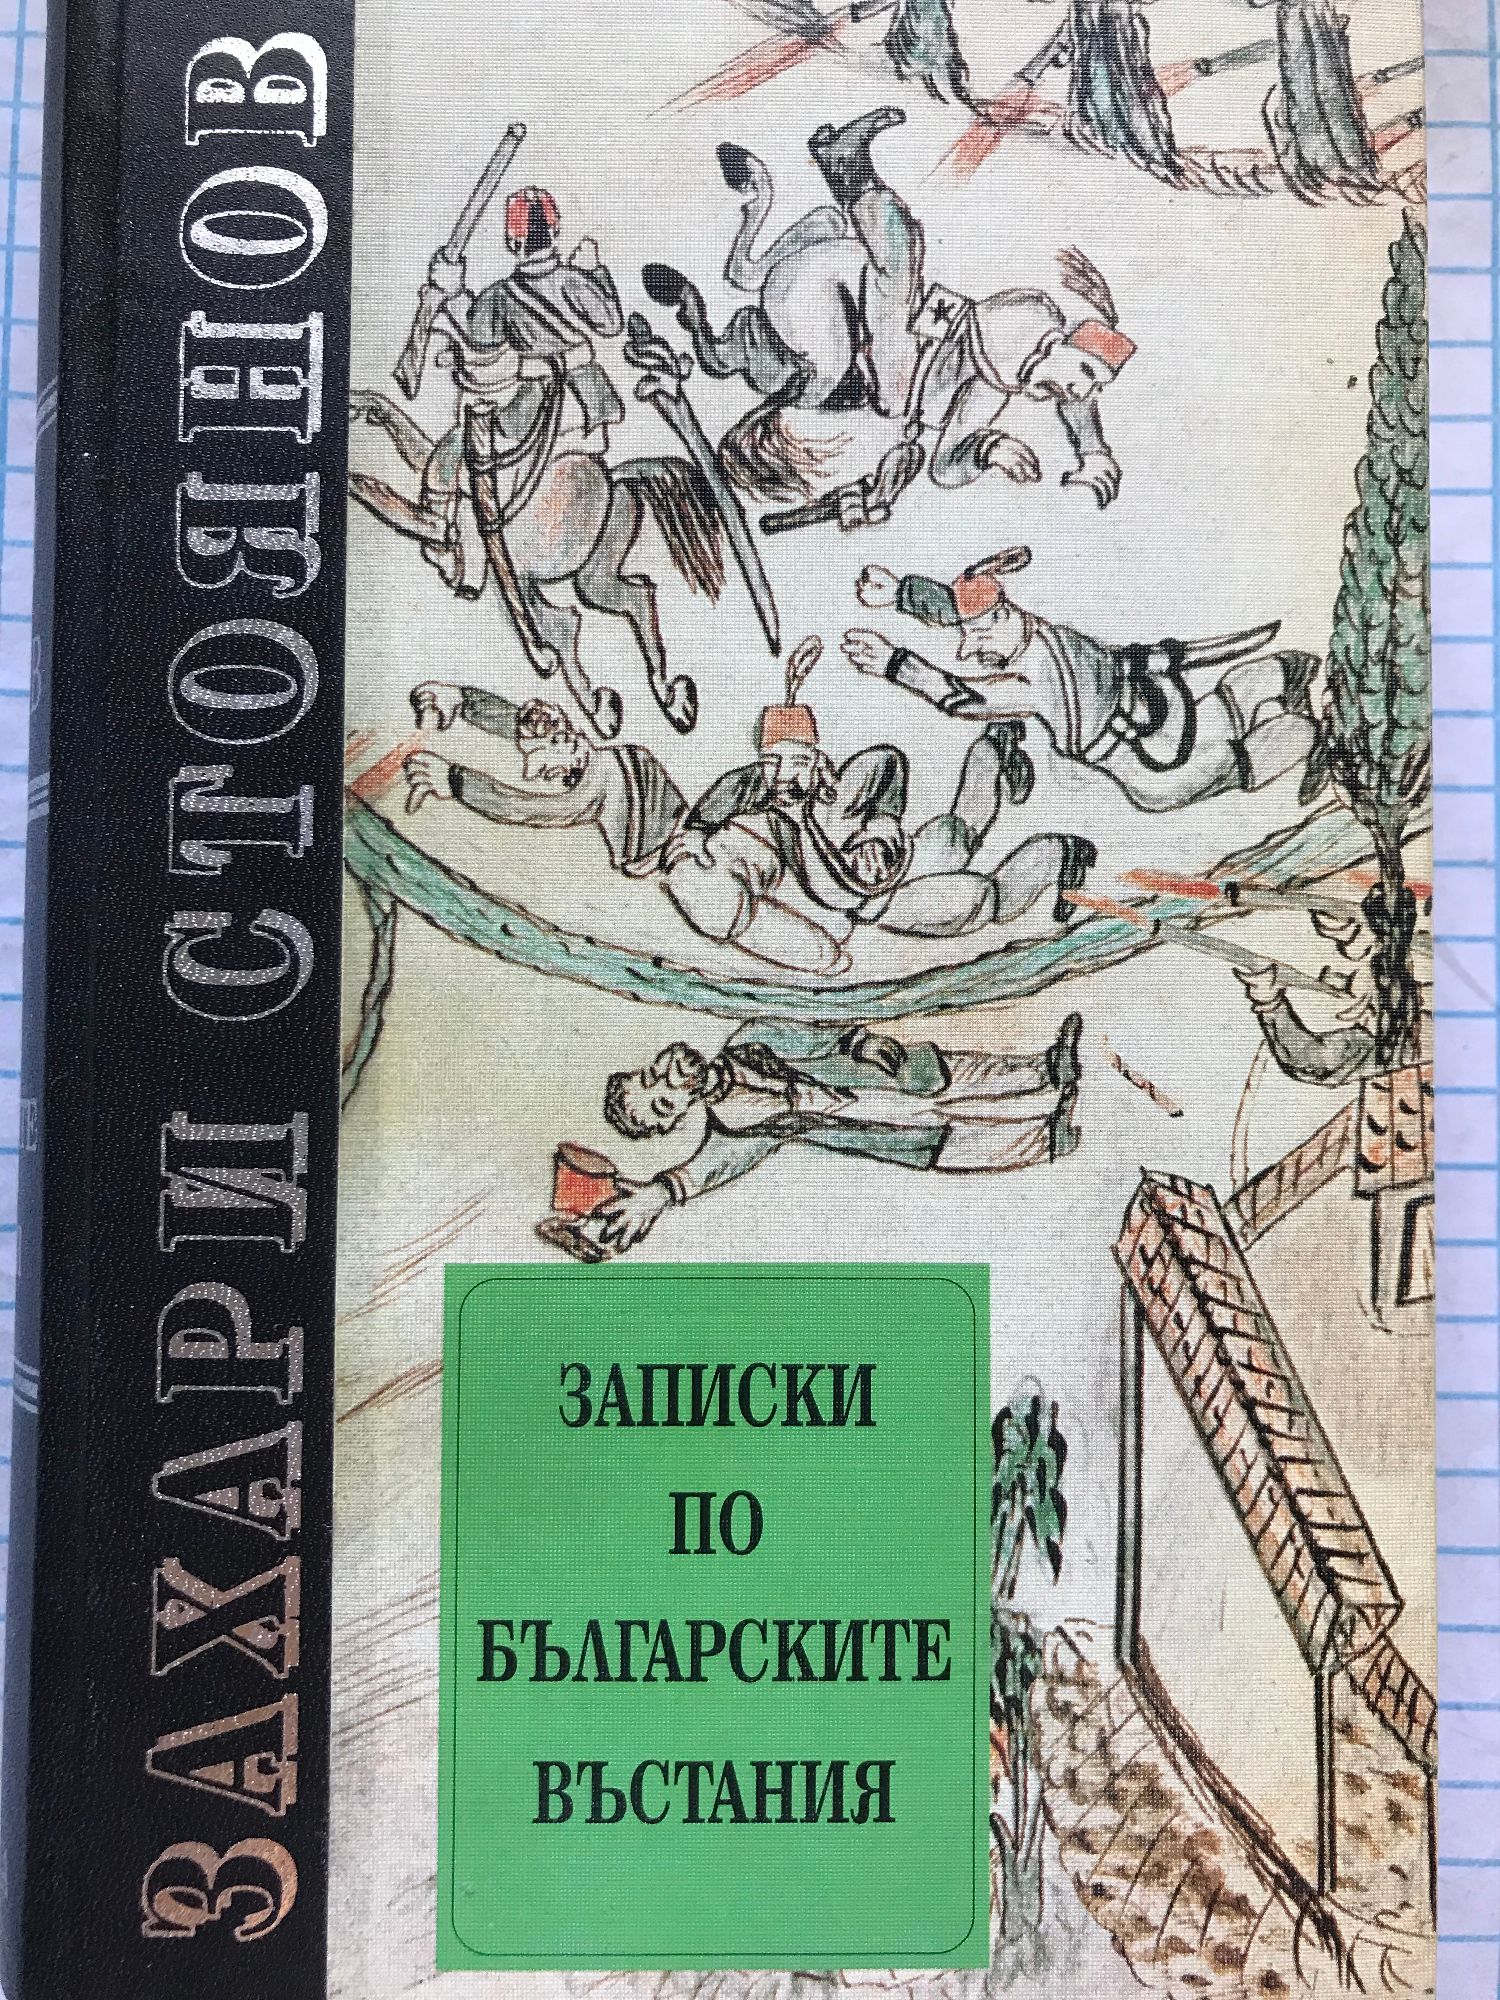 ЗАХАРИ СТОЯНОВ
ЗАПИСКИ
ПО
БЪЛГАРСКИТЕ
ВЪСТАНИЯ